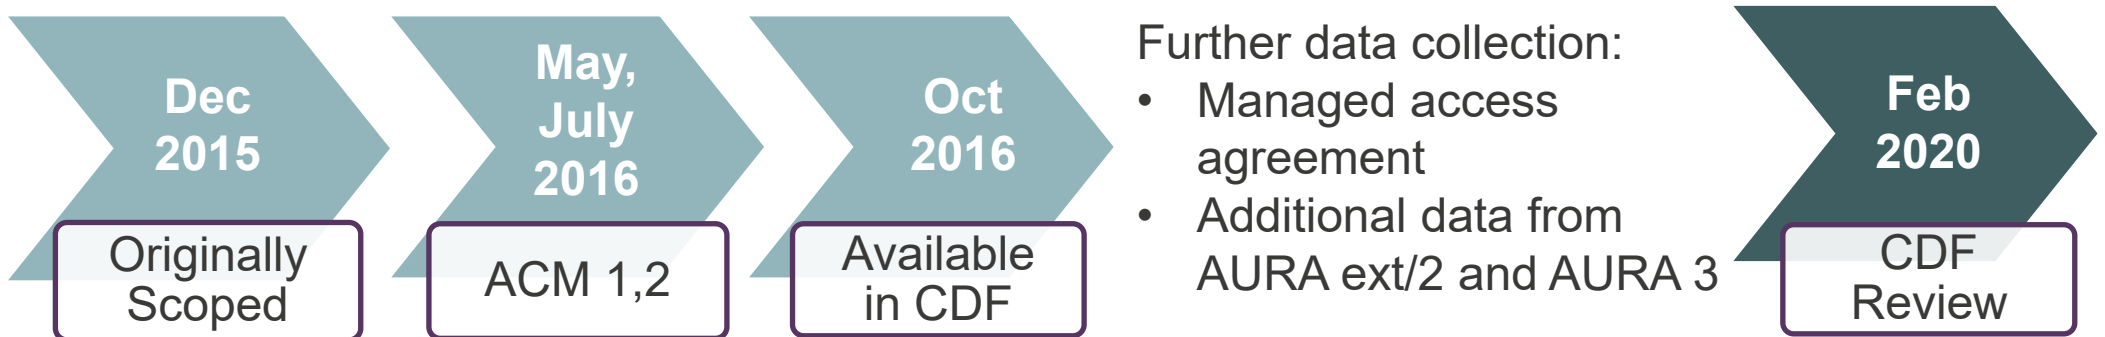 Dec
2015
Originally
Scoped
May,
July
2016
ACM 1,2
Oct
2016
Available
in CDF
Further data collection:
• Managed access
agreement
• Additional data from
AURA ext/2 and AURA 3
Feb
2020
CDF
Review